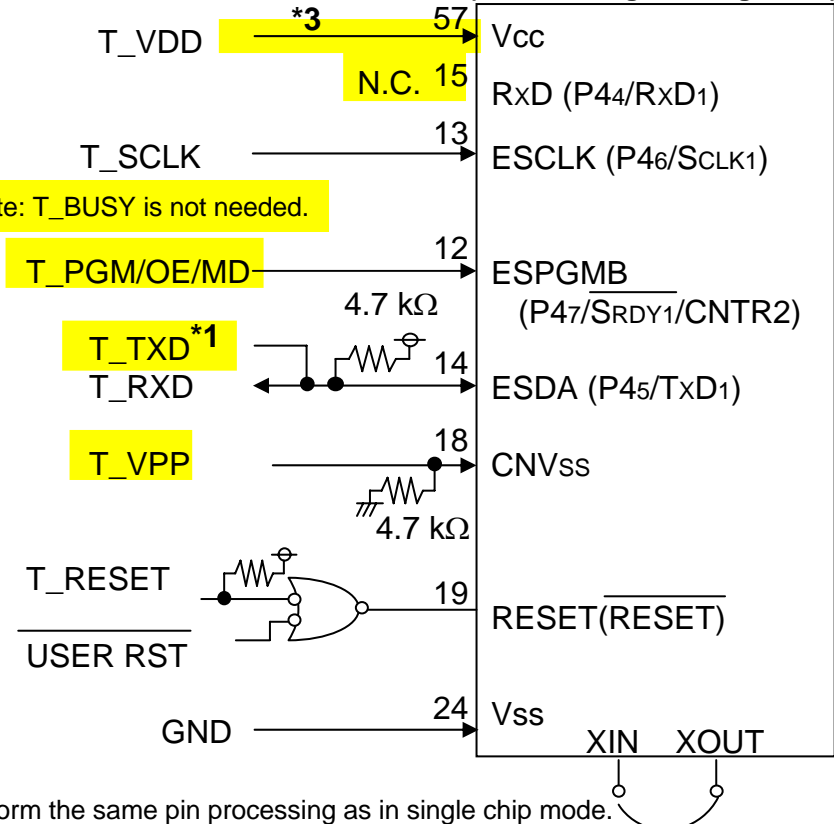 T_VDD *3 57 Vcc
N.C. 15 RxD (P44/RxD1)
T_SCLK 13 ESCLK (P46/SCLK1)
te: T_BUSY is not needed.
T_PGM/OE/MD 12 ESPGMB
(P47/SRDY1/CNTR2)
4.7 kΩ
T_TXD*1
T_RXD 14 ESDA (P45/TxD1)
T_VPP 18 CNVss
4.7 kΩ
T_RESET 19 RESET(RESET)
USER RST
GND 24 Vss
XIN XOUT
orm the same pin processing as in single chip mode.